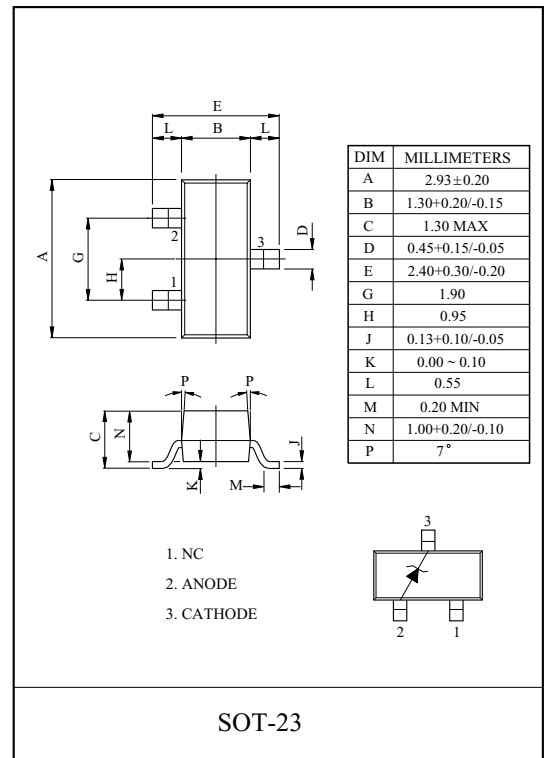 E
L B L
A
G
H
D
2
3
1
DIM MILLIMETERS
A 2.93±0.20
B 1.30+0.20/-0.15
C 1.30 MAX
D 0.45+0.15/-0.05
E 2.40+0.30/-0.20
G 1.90
H 0.95
J 0.13+0.10/-0.05
K 0.00 ~ 0.10
L 0.55
M 0.20 MIN
N 1.00+0.20/-0.10
P 7°
P P
C
N
K
M
J
1. NC
2. ANODE
3. CATHODE
3
2 1
SOT-23